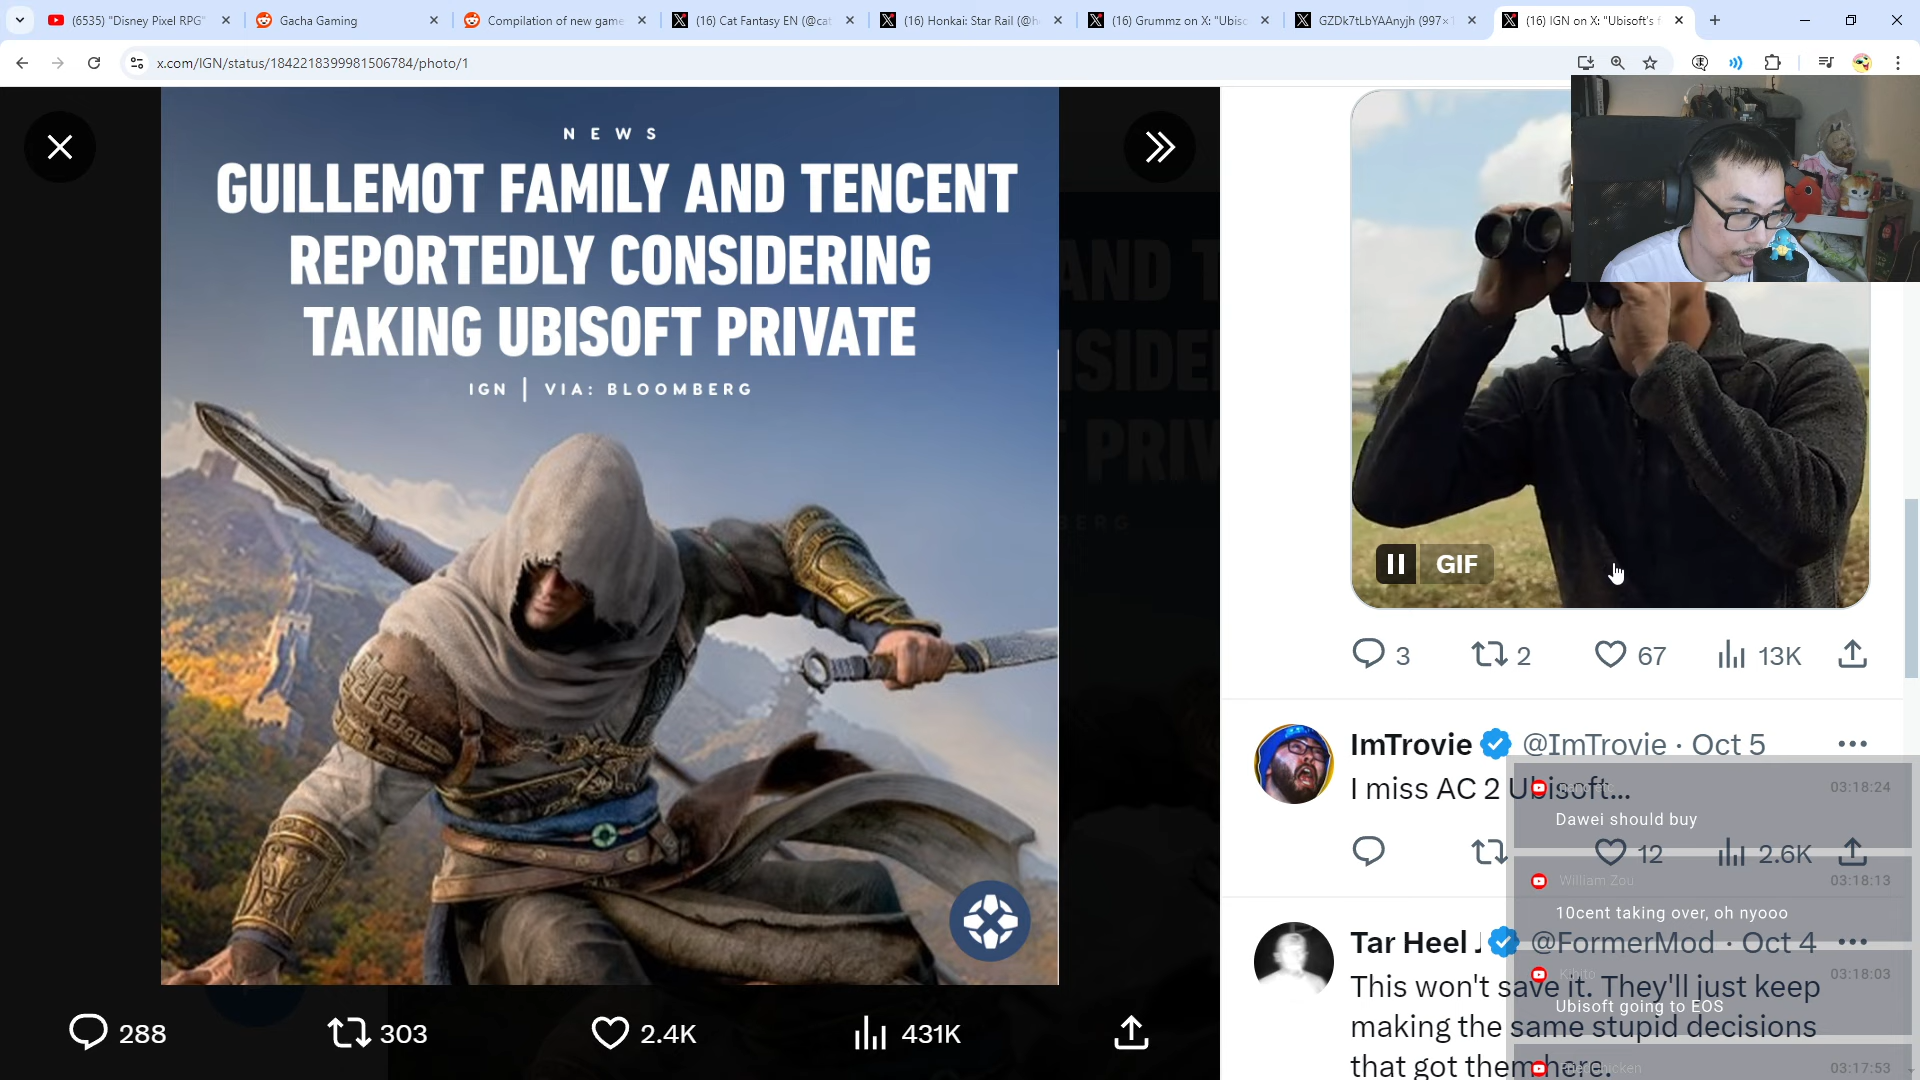 (6535) "Disney Pixel RPG"
Gacha Gaming
Compilation of new game
(16) Cat Fantasy EN (@cat
(16) Honkai: Star Rail (@h
(16) Grummz on X: "Ubisc
GZDk7tLbYAAnyjh (997×
(16) IGN on X: "Ubisoft's f
x.com/IGN/status/1842218399981506784/photo/1
NEWS
GUILLEMOT FAMILY AND TENCENT
REPORTEDLY CONSIDERING
TAKING UBISOFT PRIVATE
IGN | VIA: BLOOMBERG
288
303
2.4K
431K
GIF
3
2
67
13K
ImTrovie @ImTrovie · Oct 5
I miss AC 2 Ubisoft...
12
2.6K
Tar Heel J @FormerMod · Oct 4
This won't save it. They'll just keep
making the same stupid decisions
that got them here.
03:18:24
Dawei should buy
William Zou
03:18:13
10cent taking over, oh nyooo
Kibito
03:18:03
Ubisoft going to EOS
03:17:53